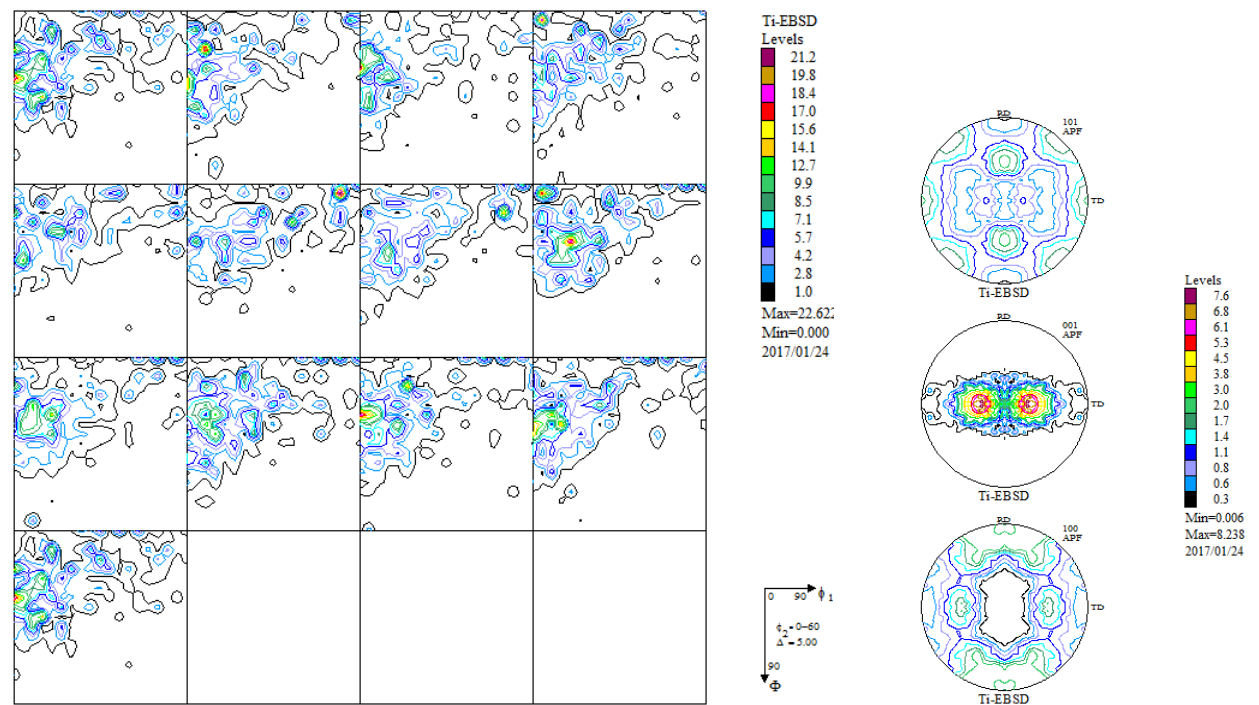 Ti-EBSD
Levels
21.2
19.8
18.4
17.0
15.6
14.1
12.7
9.9
8.5
7.1
5.7
4.2
2.8
1.0
Max=22.622
Min=0.000
2017/01/24
0 90 ϕ1
ϕ2=0-60
Δ=5.00
90
Φ
RD
101
APF
TD
Ti-EBSD
RD
001
APF
TD
Ti-EBSD
RD
100
APF
TD
Ti-EBSD
Levels
7.6
6.8
6.1
5.3
4.5
3.8
3.0
2.0
1.7
1.4
1.1
0.8
0.6
0.3
Min=0.006
Max=8.238
2017/01/24